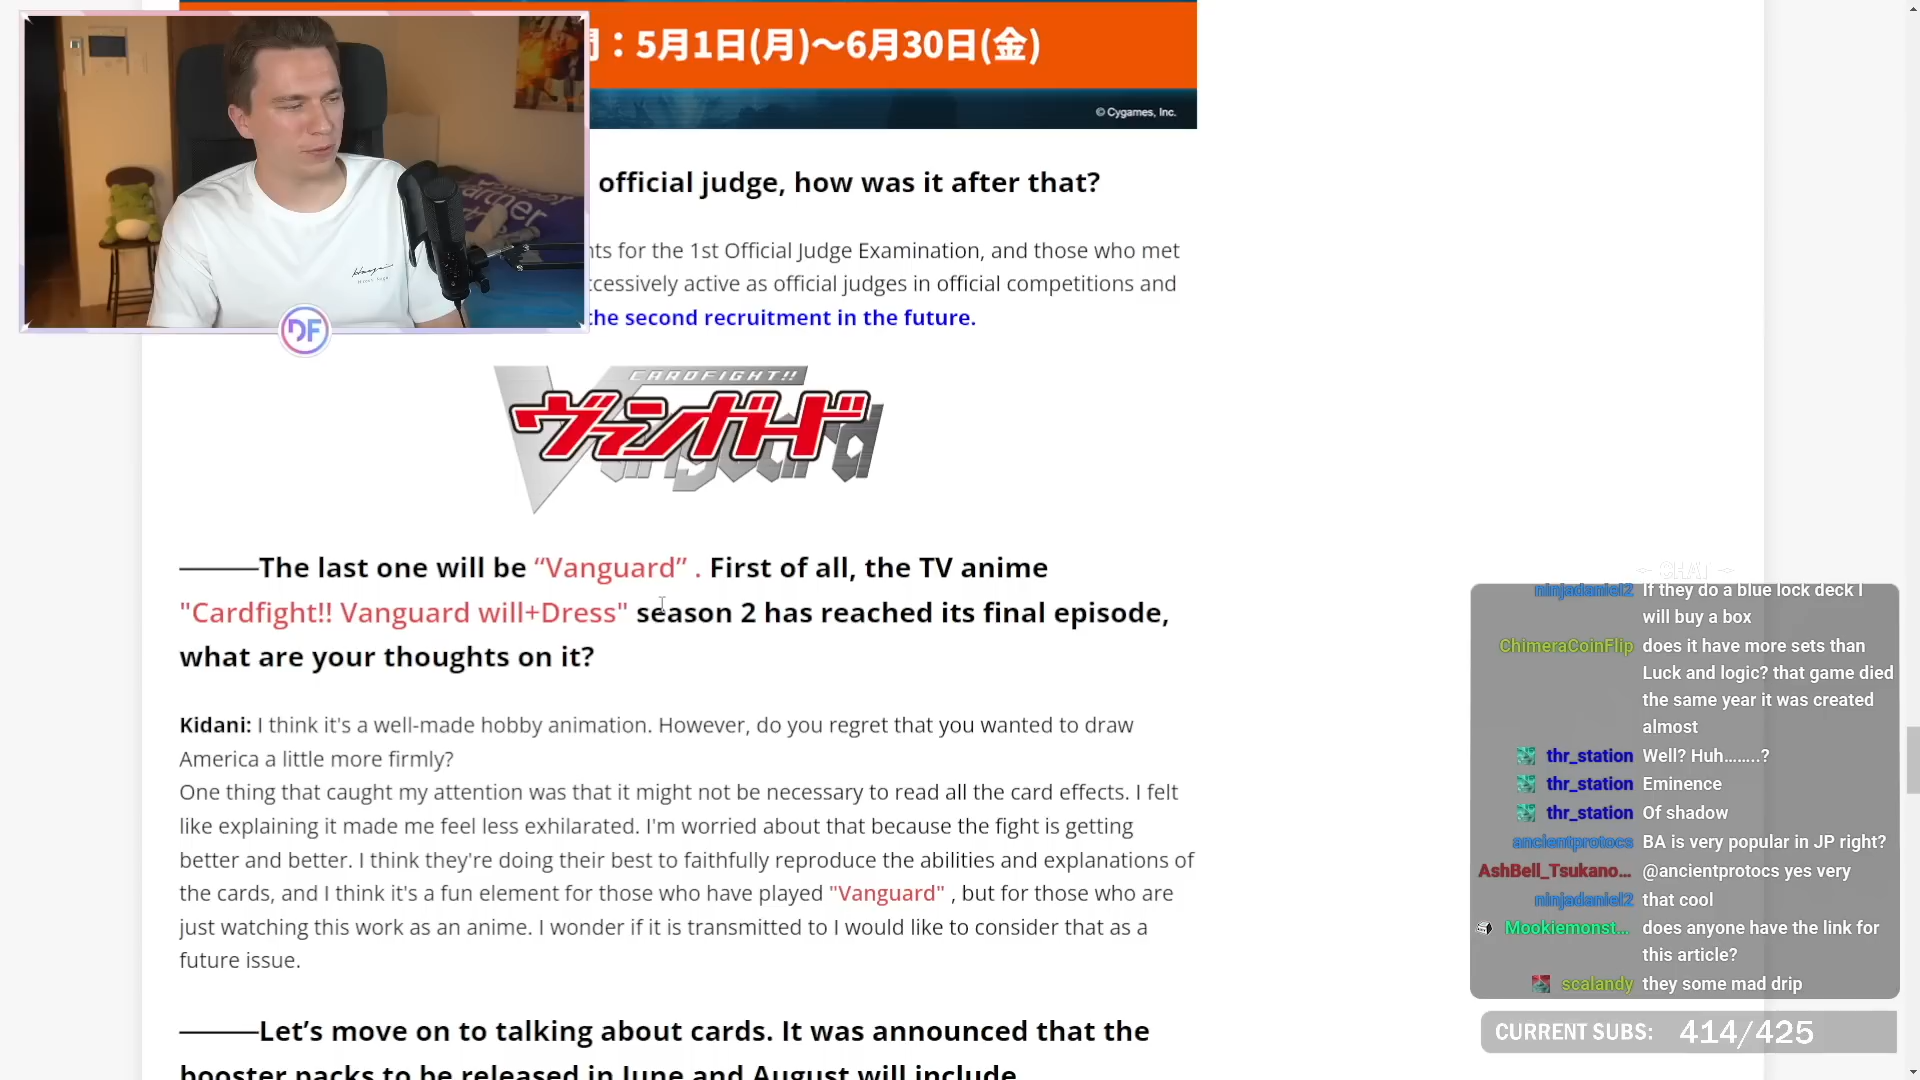 ：5月1日(月)～6月30日(金)
© Cygames, Inc.
official judge, how was it after that?
nts for the 1st Official Judge Examination, and those who met
ccessively active as official judges in official competitions and
the second recruitment in the future.
DF
CARDFIGHT!!
ヴァンガード
Vanguard
———The last one will be “Vanguard” . First of all, the TV anime
"Cardfight!! Vanguard will+Dress" season 2 has reached its final episode,
what are your thoughts on it?
Kidani: I think it's a well-made hobby animation. However, do you regret that you wanted to draw
America a little more firmly?
One thing that caught my attention was that it might not be necessary to read all the card effects. I felt
like explaining it made me feel less exhilarated. I'm worried about that because the fight is getting
better and better. I think they're doing their best to faithfully reproduce the abilities and explanations of
the cards, and I think it's a fun element for those who have played "Vanguard" , but for those who are
just watching this work as an anime. I wonder if it is transmitted to I would like to consider that as a
future issue.
———Let’s move on to talking about cards. It was announced that the
booster packs to be released in June and August will include
CHAT
ninjadaniel2 If they do a blue lock deck I
will buy a box
ChimeraCoinFlip does it have more sets than
Luck and logic? that game died
the same year it was created
almost
thr_station Well? Huh……..?
thr_station Eminence
thr_station Of shadow
ancientprotocs BA is very popular in JP right?
AshBell_Tsukano... @ancientprotocs yes very
ninjadaniel2 that cool
Mookiemonst... does anyone have the link for
this article?
scalandy they some mad drip
CURRENT SUBS: 414/425